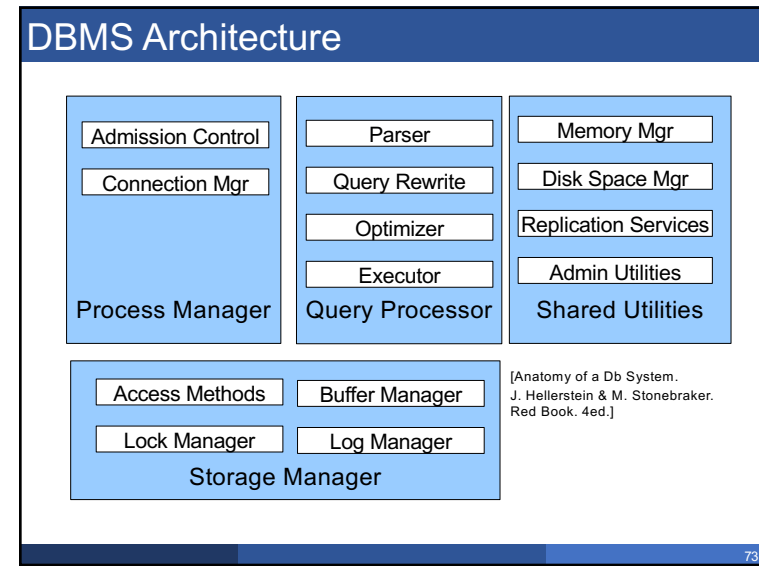 DBMS Architecture
Admission Control
Connection Mgr
Process Manager
Parser
Query Rewrite
Optimizer
Executor
Query Processor
Memory Mgr
Disk Space Mgr
Replication Services
Admin Utilities
Shared Utilities
Access Methods
Buffer Manager
Lock Manager
Log Manager
Storage Manager
[Anatomy of a Db System.
J. Hellerstein & M. Stonebraker.
Red Book. 4ed.]
73